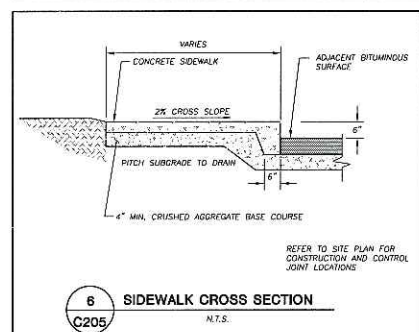 VARIES
CONCRETE SIDEWALK
ADJACENT BITUMINOUS
SURFACE
2% CROSS SLOPE
6"
PITCH SUBGRADE TO DRAIN
6"
4" MIN. CRUSHED AGGREGATE BASE COURSE
REFER TO SITE PLAN FOR
CONSTRUCTION AND CONTROL
JOINT LOCATIONS
6
C205
SIDEWALK CROSS SECTION
N.T.S.